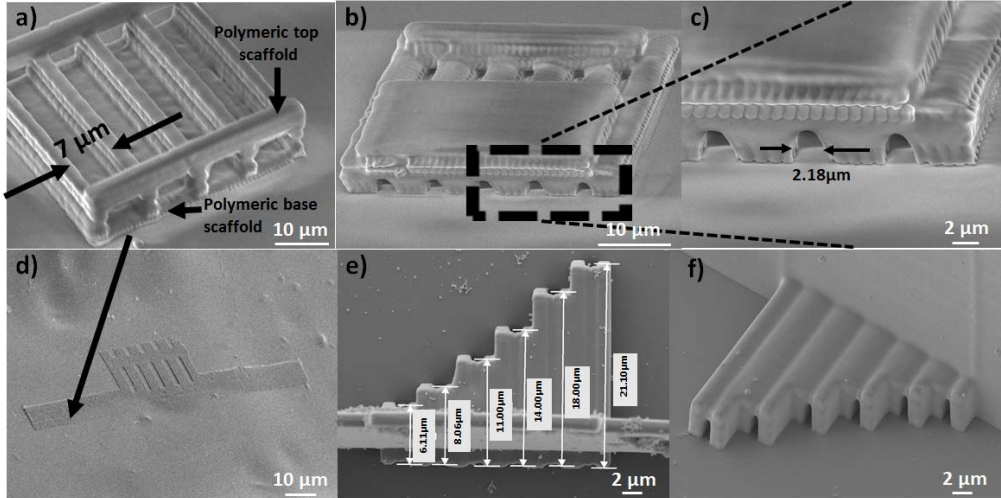 a)
Polymeric top
scaffold
7 μm
Polymeric base
scaffold
10 μm
b)
10 μm
c)
2.18μm
2 μm
d)
10 μm
e)
6.11μm
8.06μm
11.00μm
14.00μm
18.00μm
21.10μm
2 μm
f)
2 μm